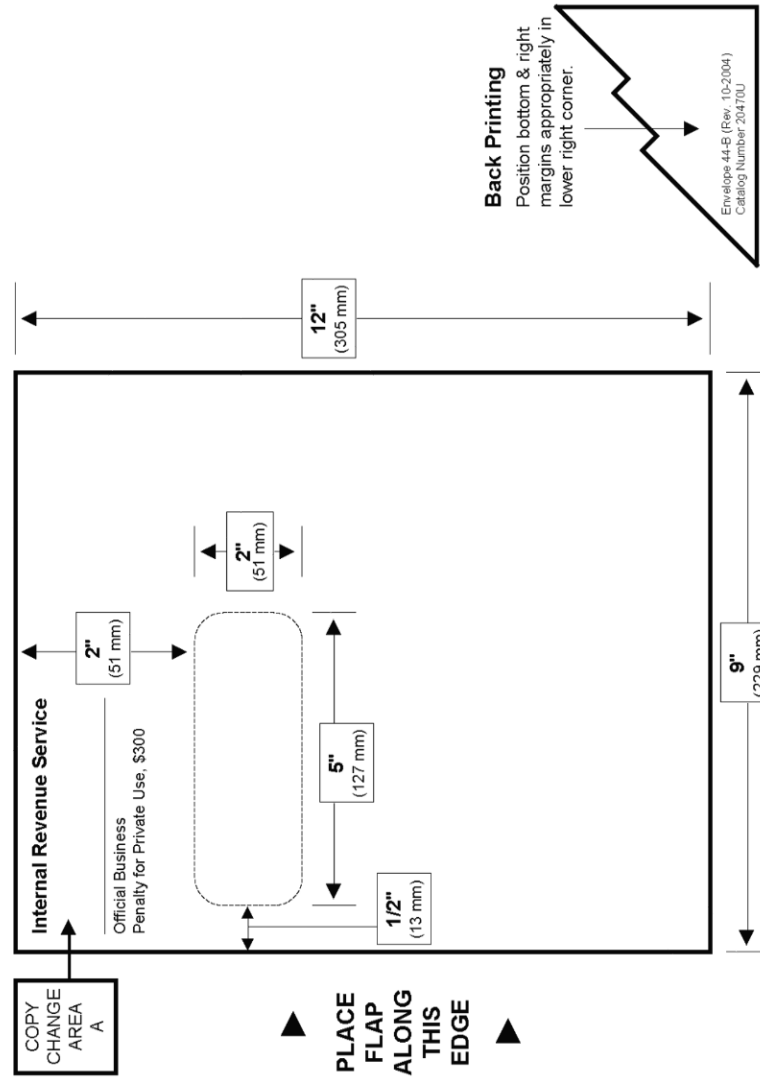 COPY
CHANGE
AREA
A
Internal Revenue Service
Official Business
Penalty for Private Use, $300
2"
(51 mm)
2"
(51 mm)
5"
(127 mm)
1/2"
(13 mm)
12"
(305 mm)
9"
(229 mm)
PLACE
FLAP
ALONG
THIS
EDGE
Back Printing
Position bottom & right
margins appropriately in
lower right corner.
Envelope 44-B (Rev. 10-2004)
Catalog Number 20470U